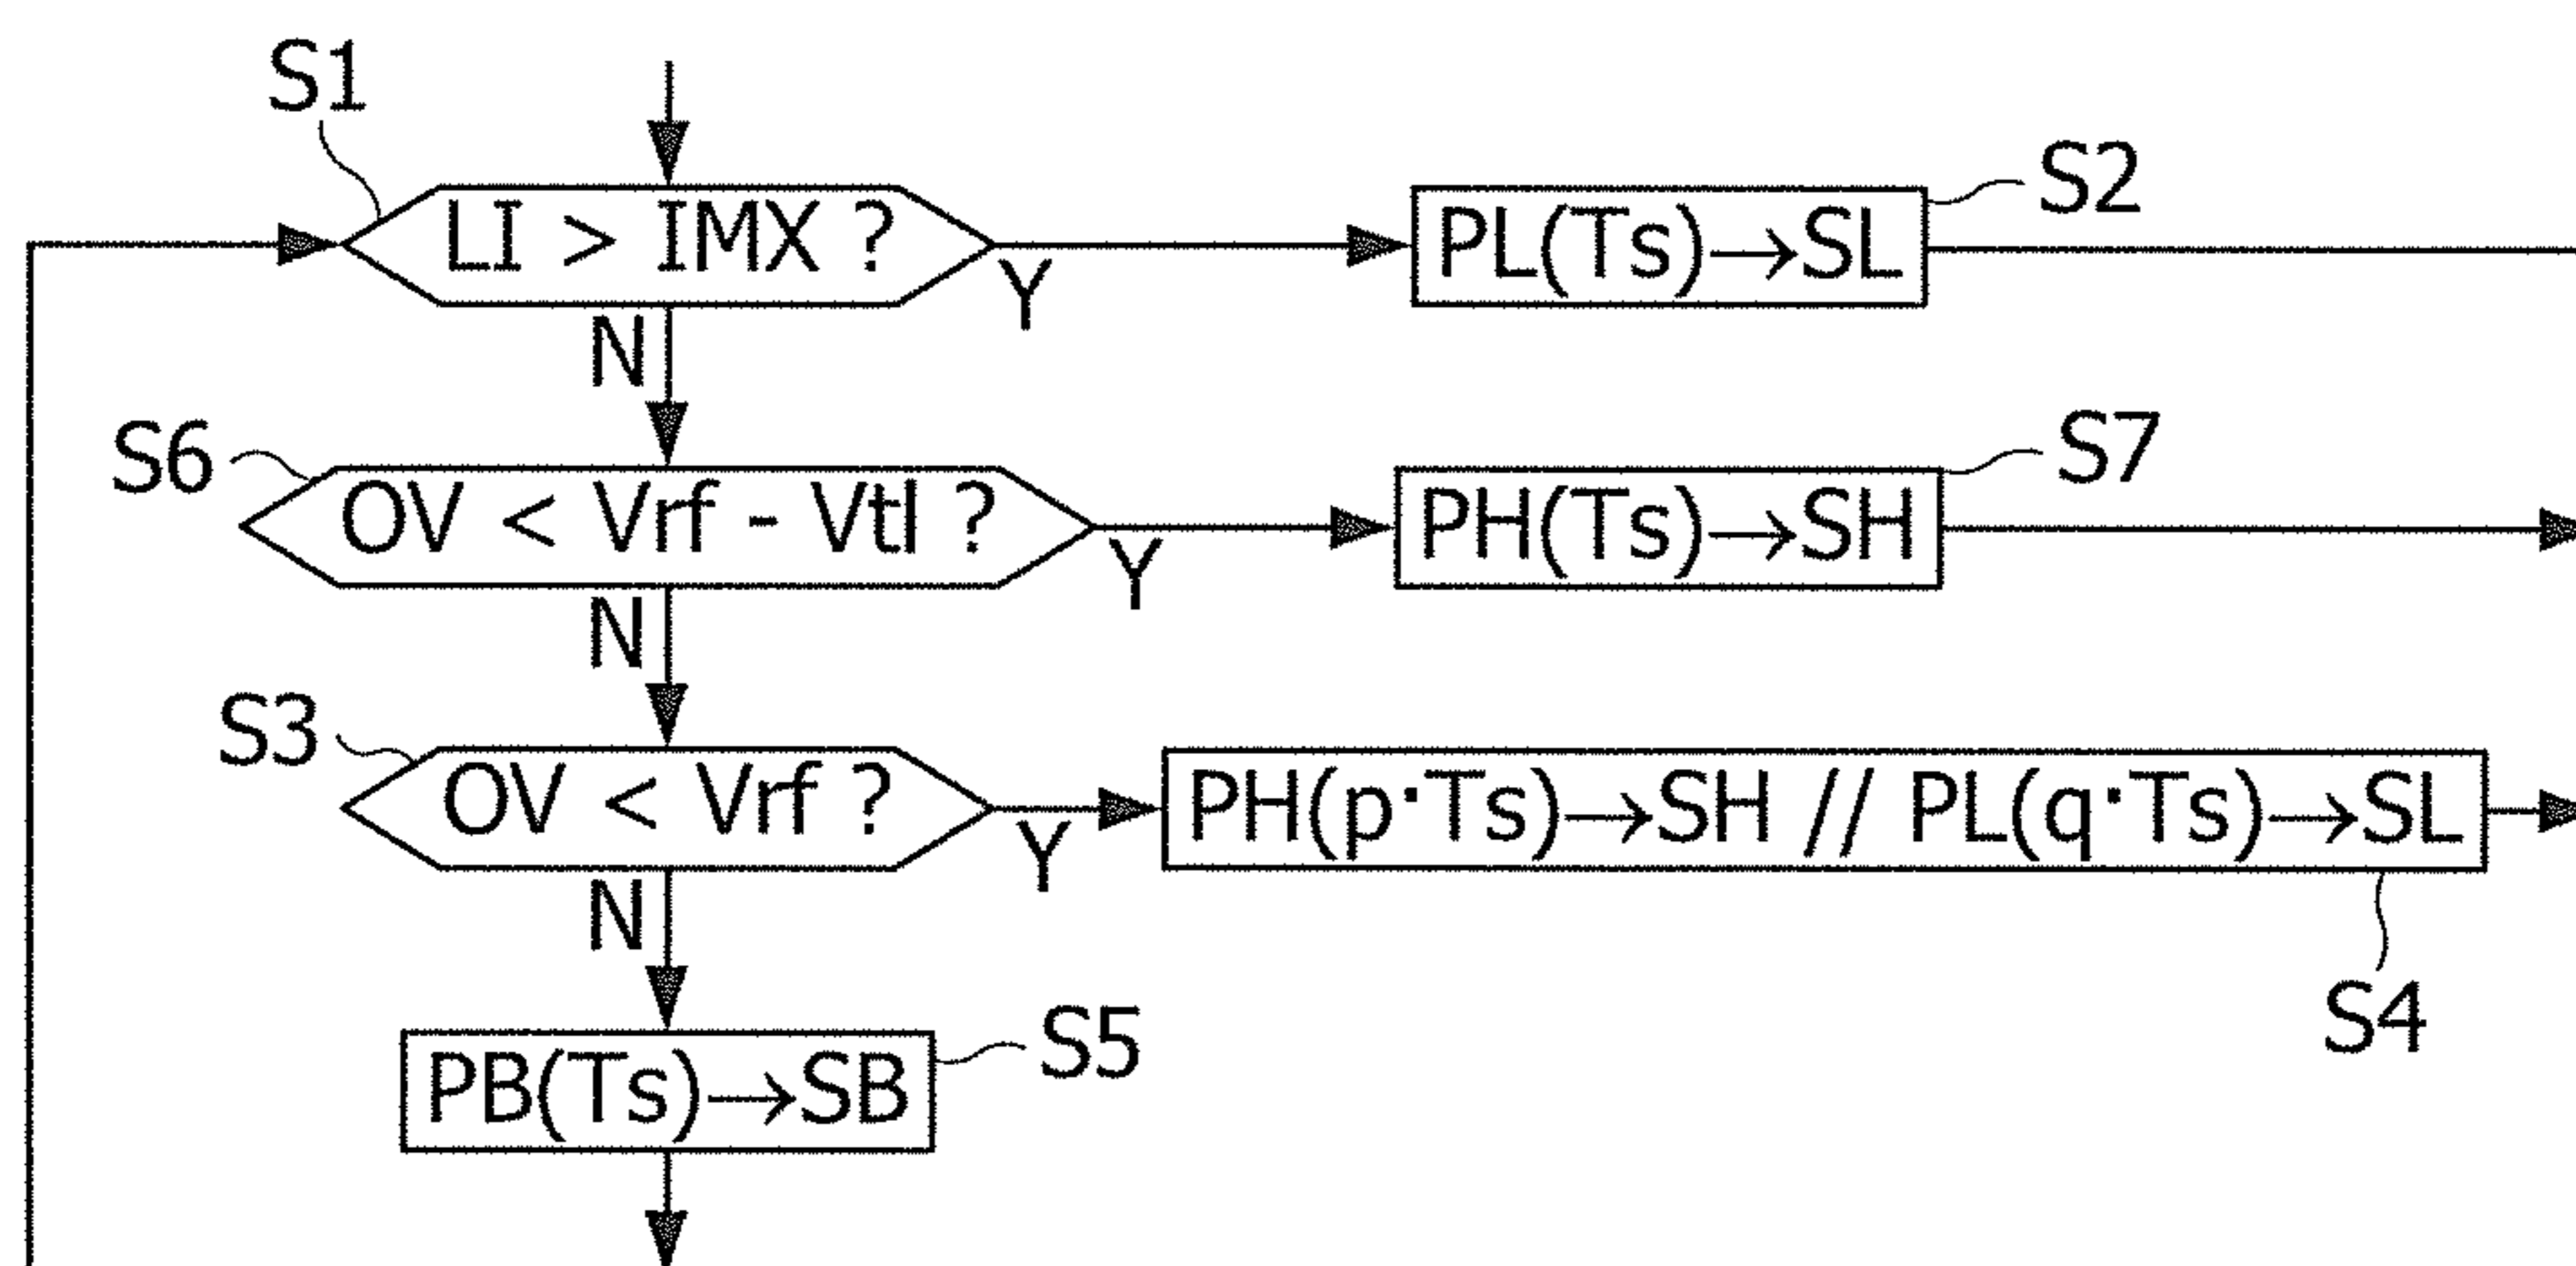 S1
LI > IMX ?
Y
N
PL(Ts)→SL
S2
S6
OV < Vrf - Vtl ?
Y
N
PH(Ts)→SH
S7
S3
OV < Vrf ?
Y
N
PH(p·Ts)→SH // PL(q·Ts)→SL
S4
PB(Ts)→SB
S5